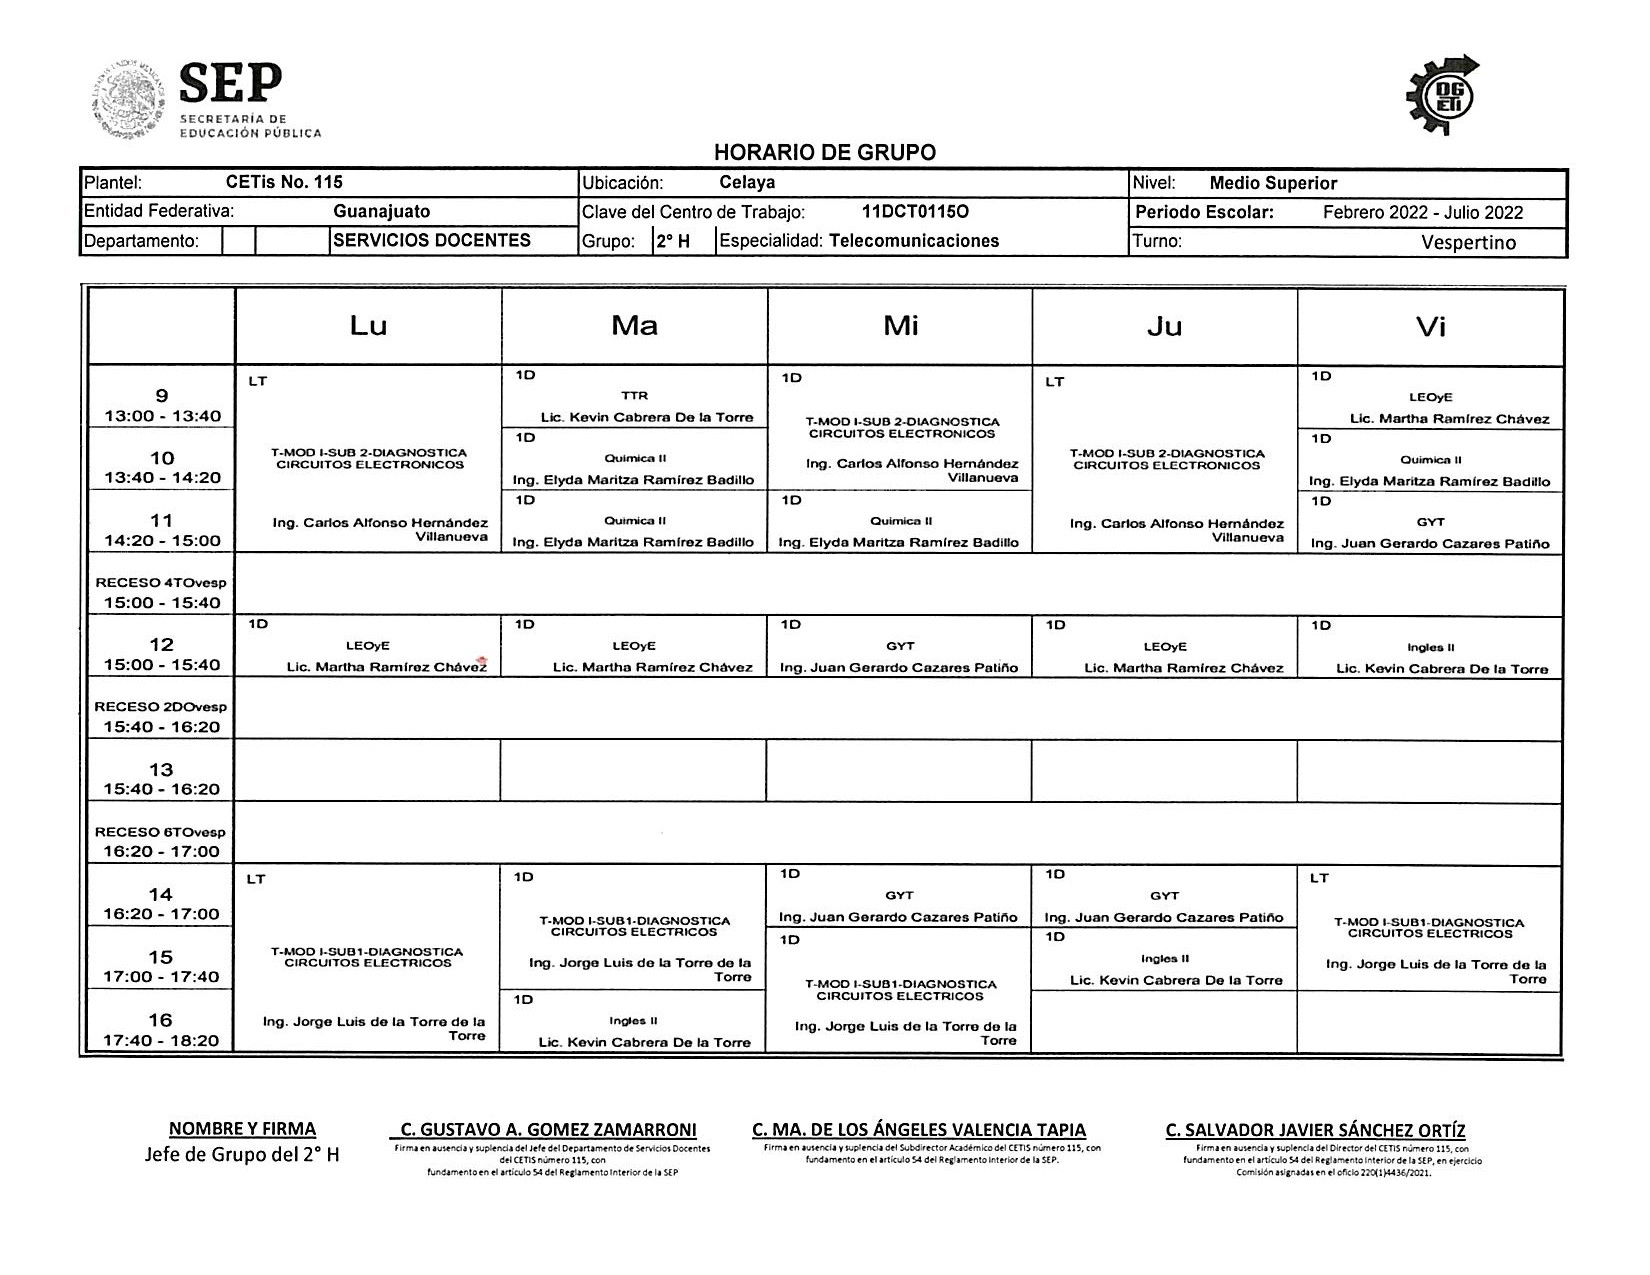 SEP
SECRETARÍA DE
EDUCACIÓN PÚBLICA
DG
ETI
HORARIO DE GRUPO
Plantel: CETis No. 115 Ubicación: Celaya Nivel: Medio Superior
Entidad Federativa: Guanajuato Clave del Centro de Trabajo: 11DCT0115O Periodo Escolar: Febrero 2022 - Julio 2022
Departamento: SERVICIOS DOCENTES Grupo: 2° H Especialidad: Telecomunicaciones Turno: Vespertino
Lu Ma Mi Ju Vi
9
13:00 - 13:40
10
13:40 - 14:20
11
14:20 - 15:00
LT
T-MOD I-SUB 2-DIAGNOSTICA
CIRCUITOS ELECTRONICOS
Ing. Carlos Alfonso Hernández
Villanueva
1D
TTR
Lic. Kevin Cabrera De la Torre
1D
Quimica II
Ing. Elyda Maritza Ramírez Badillo
1D
Quimica II
Ing. Elyda Maritza Ramírez Badillo
1D
T-MOD I-SUB 2-DIAGNOSTICA
CIRCUITOS ELECTRONICOS
Ing. Carlos Alfonso Hernández
Villanueva
1D
Quimica II
Ing. Elyda Maritza Ramírez Badillo
LT
T-MOD I-SUB 2-DIAGNOSTICA
CIRCUITOS ELECTRONICOS
Ing. Carlos Alfonso Hernández
Villanueva
1D
LEOyE
Lic. Martha Ramírez Chávez
1D
Quimica II
Ing. Elyda Maritza Ramírez Badillo
1D
GYT
Ing. Juan Gerardo Cazares Patiño
RECESO 4TOvesp
15:00 - 15:40
12
15:00 - 15:40
1D
LEOyE
Lic. Martha Ramírez Chávez
1D
LEOyE
Lic. Martha Ramírez Chávez
1D
GYT
Ing. Juan Gerardo Cazares Patiño
1D
LEOyE
Lic. Martha Ramírez Chávez
1D
Ingles II
Lic. Kevin Cabrera De la Torre
RECESO 2DOvesp
15:40 - 16:20
13
15:40 - 16:20
RECESO 6TOvesp
16:20 - 17:00
14
16:20 - 17:00
15
17:00 - 17:40
16
17:40 - 18:20
LT
T-MOD I-SUB1-DIAGNOSTICA
CIRCUITOS ELECTRICOS
Ing. Jorge Luis de la Torre de la
Torre
1D
T-MOD I-SUB1-DIAGNOSTICA
CIRCUITOS ELECTRICOS
Ing. Jorge Luis de la Torre de la
Torre
1D
Ingles II
Lic. Kevin Cabrera De la Torre
1D
GYT
Ing. Juan Gerardo Cazares Patiño
1D
T-MOD I-SUB1-DIAGNOSTICA
CIRCUITOS ELECTRICOS
Ing. Jorge Luis de la Torre de la
Torre
1D
GYT
Ing. Juan Gerardo Cazares Patiño
1D
Ingles II
Lic. Kevin Cabrera De la Torre
LT
T-MOD I-SUB1-DIAGNOSTICA
CIRCUITOS ELECTRICOS
Ing. Jorge Luis de la Torre de la
Torre
NOMBRE Y FIRMA
Jefe de Grupo del 2° H
C. GUSTAVO A. GOMEZ ZAMARRONI
Firma en ausencia y suplencia del Jefe del Departamento de Servicios Docentes
del CETIS número 115, con
fundamento en el artículo 54 del Reglamento Interior de la SEP
C. MA. DE LOS ÁNGELES VALENCIA TAPIA
Firma en ausencia y suplencia del Subdirector Académico del CETIS número 115, con
fundamento en el artículo 54 del Reglamento Interior de la SEP.
C. SALVADOR JAVIER SÁNCHEZ ORTÍZ
Firma en ausencia y suplencia del Director del CETIS número 115, con
fundamento en el artículo 54 del Reglamento Interior de la SEP, en ejercicio
Comisión asignadas en el oficio 220(1)4436/2021.